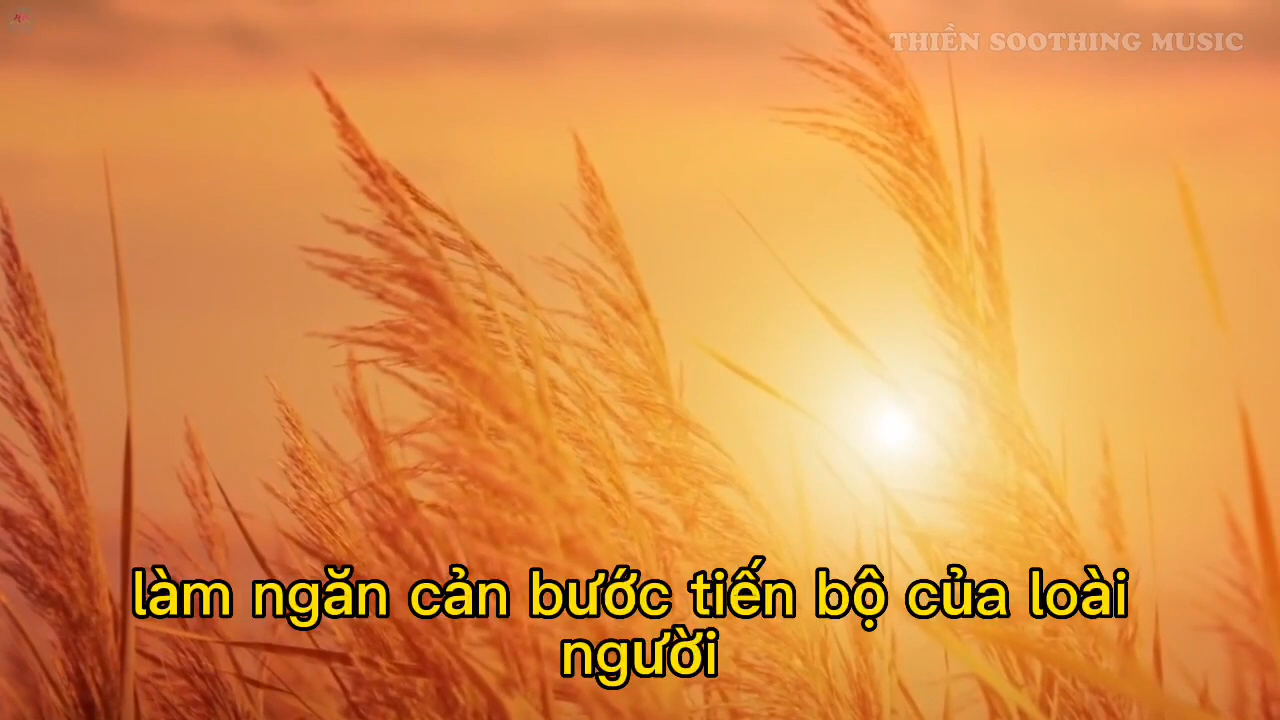 THIỀN SOOTHING MUSIC
làm ngăn cản bước tiến bộ của loài
người